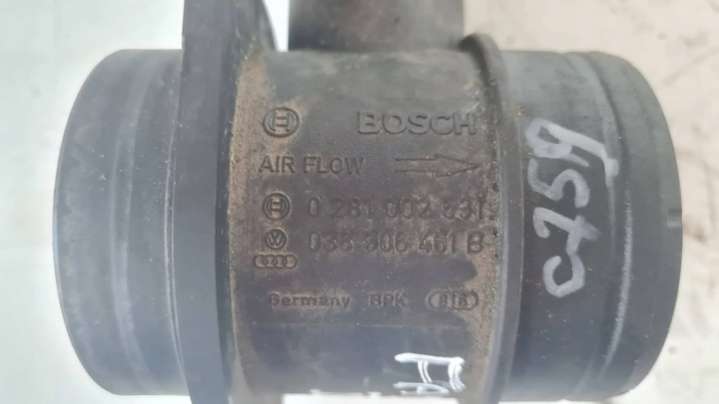 BOSCH
AIR FLOW
0 281 002 531
038 906 461 B
Germany BPK
C759